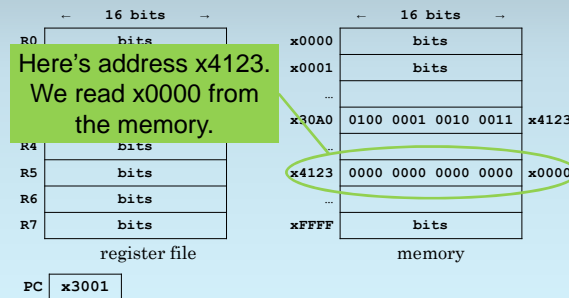 ← 16 bits →
R0 bits
Here's address x4123.
We read x0000 from
the memory.
R4 bits
R5 bits
R6 bits
R7 bits
register file
PC x3001
← 16 bits →
x0000 bits
x0001 bits
…
x30A0 0100 0001 0010 0011 x4123
…
x4123 0000 0000 0000 0000 x0000
…
xFFFF bits
memory